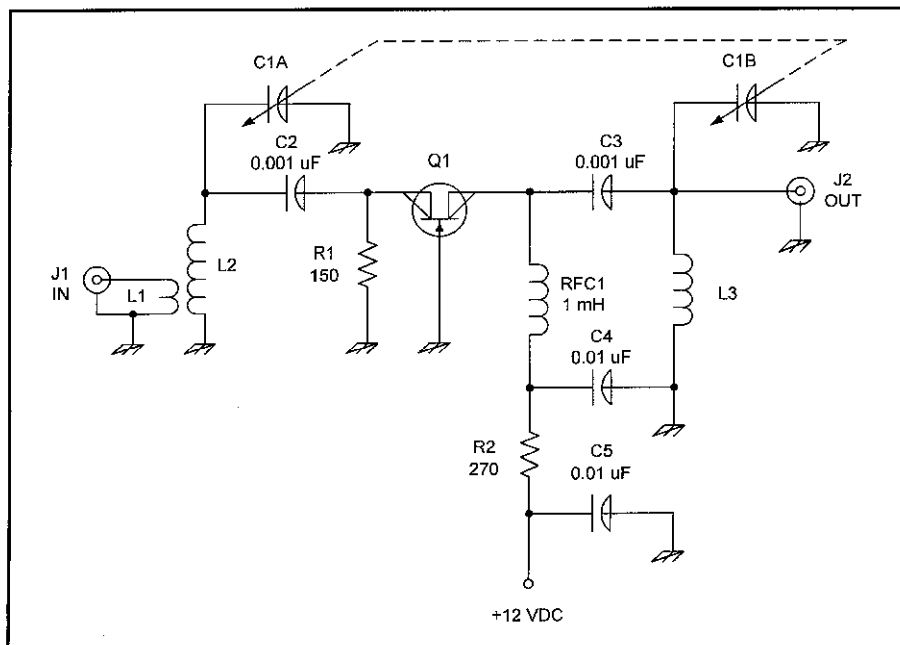 C1A
C1B
C2
0.001 uF
Q1
C3
0.001 uF
J2
OUT
R1
150
J1
IN
L1
L2
RFC1
1 mH
L3
C4
0.01 uF
R2
270
C5
0.01 uF
+12 VDC